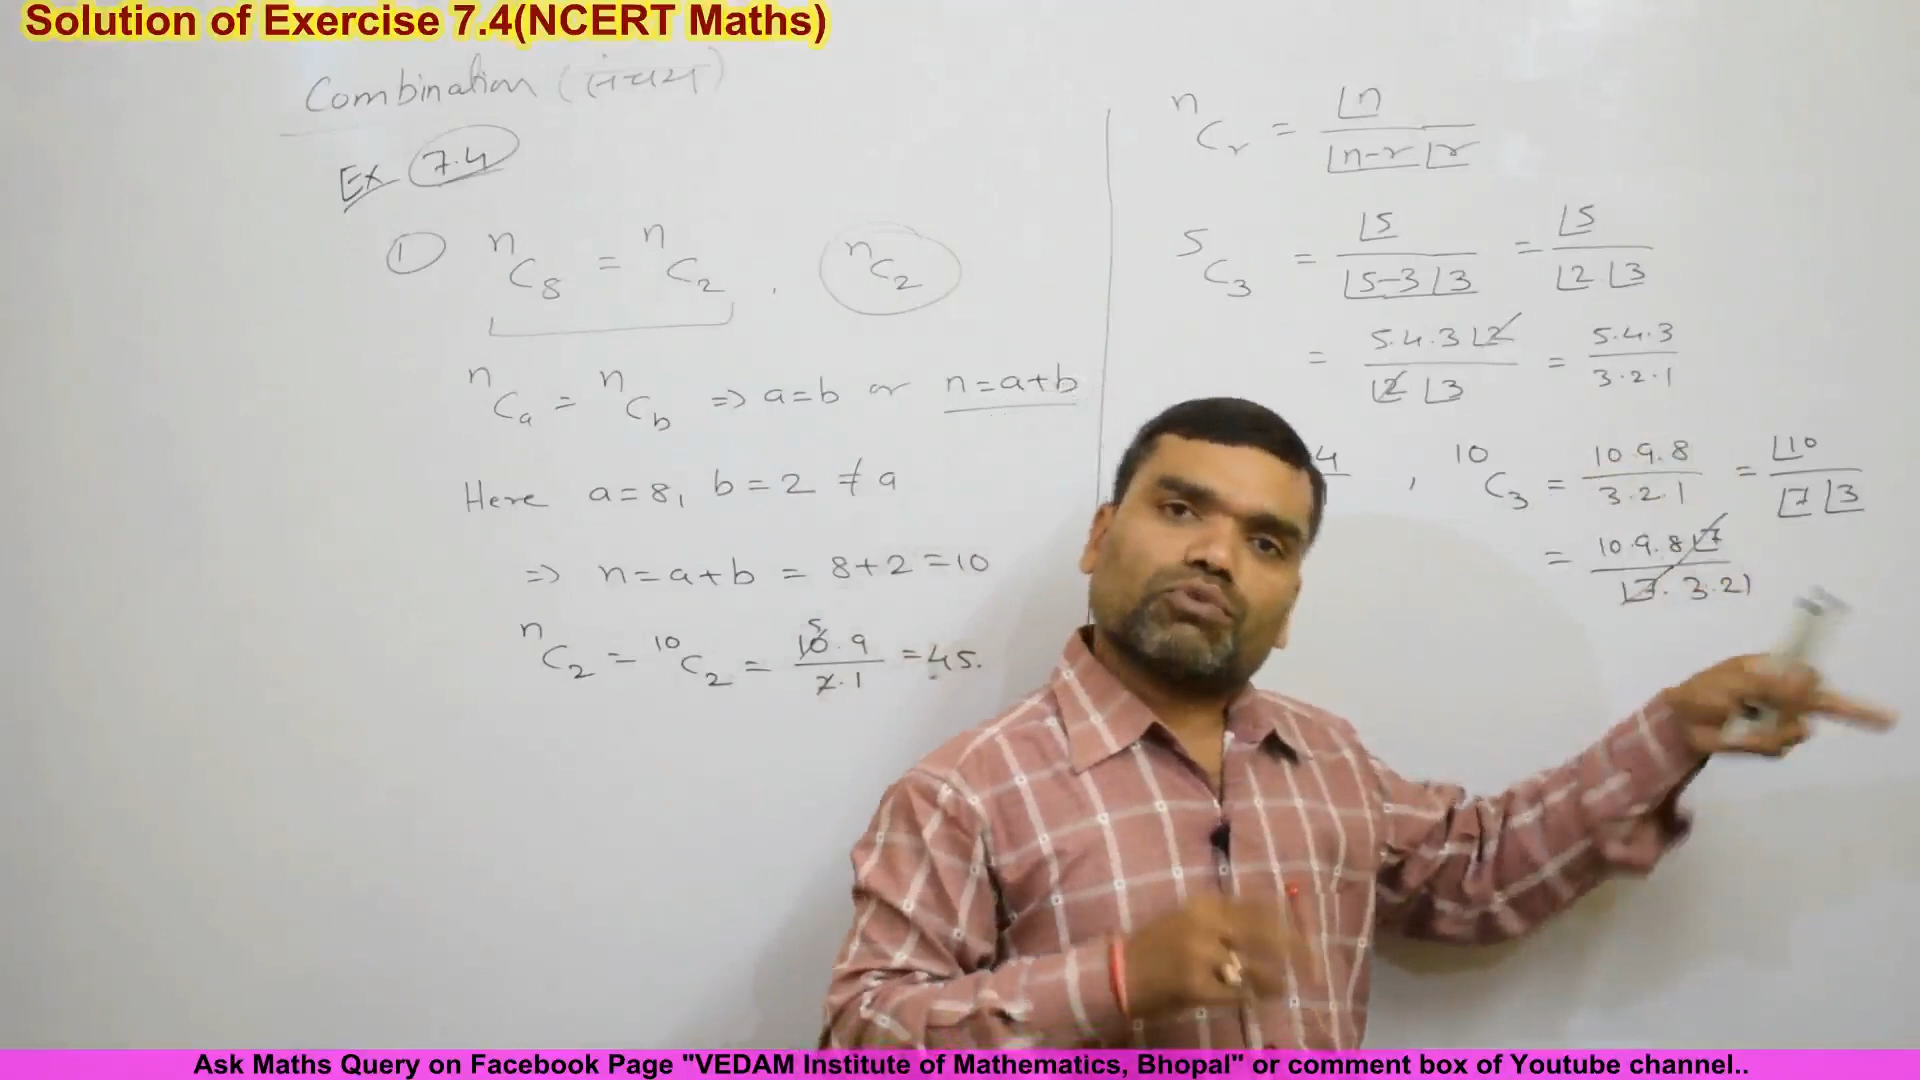 Solution of Exercise 7.4(NCERT Maths)
Combination (संचय)
Ex 7.4
① ⁿC₈ = ⁿC₂ , ⁿC₂
ⁿCₐ = ⁿC_b ⇒ a=b or n=a+b
Here a=8, b=2 ≠ a
⇒ n=a+b = 8+2 =10
ⁿC₂ = ¹⁰C₂ = 10.9 / 2.1 = 45.
5
ⁿCᵣ = ⌊n / ⌊n-r ⌊r
⁵C₃ = ⌊5 / ⌊5-3 ⌊3 = ⌊5 / ⌊2 ⌊3
= 5.4.3 ⌊2 / ⌊2 ⌊3 = 5.4.3 / 3.2.1
4 , ¹⁰C₃ = 10.9.8 / 3.2.1 = ⌊10 / ⌊7 ⌊3
= 10.9.8 ⌊7 / ⌊7. 3.21
Ask Maths Query on Facebook Page "VEDAM Institute of Mathematics, Bhopal" or comment box of Youtube channel..